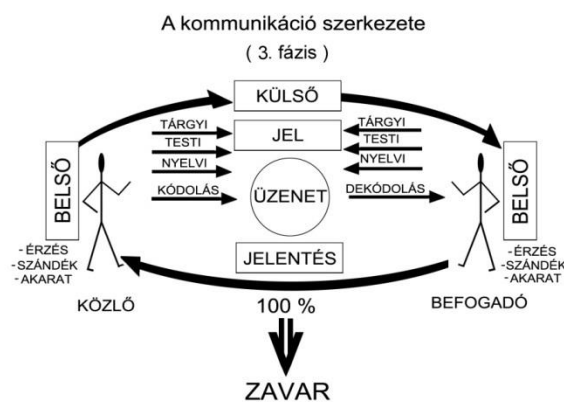 A kommunikáció szerkezete
( 3. fázis )
KÜLSŐ
TÁRGYI
TESTI
NYELVI
JEL
TÁRGYI
TESTI
NYELVI
BELSŐ
KÓDOLÁS
ÜZENET
DEKÓDOLÁS
BELSŐ
-ÉRZÉS
-SZÁNDÉK
- AKARAT
JELENTÉS
-ÉRZÉS
-SZÁNDÉK
- AKARAT
KÖZLŐ
100 %
BEFOGADÓ
ZAVAR